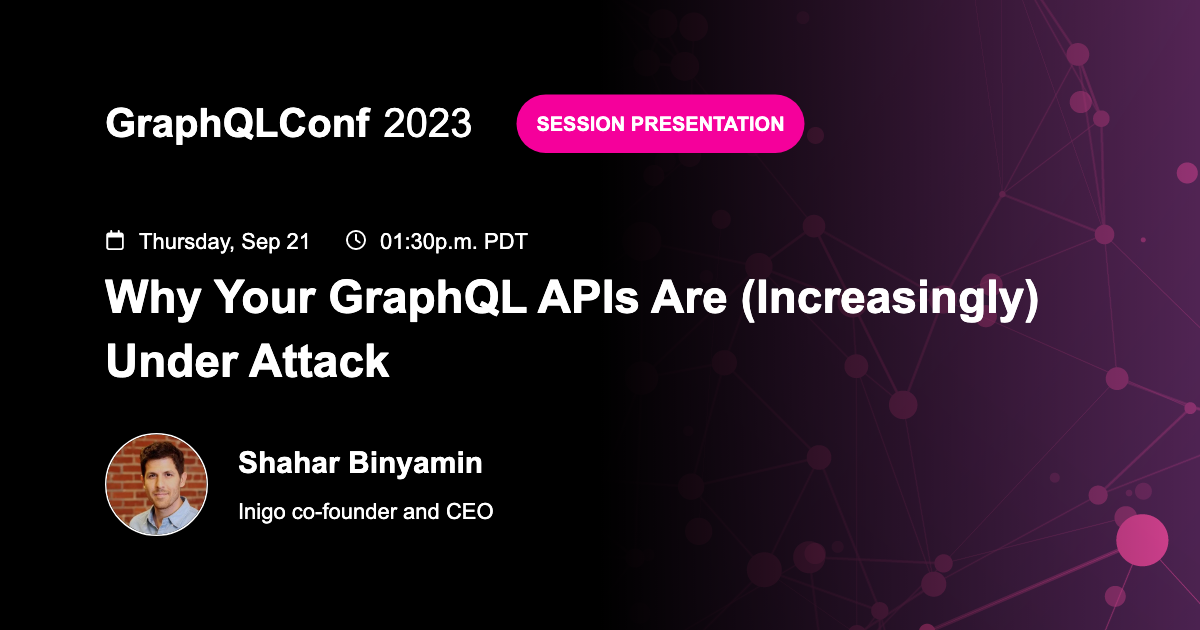 GraphQLConf 2023
SESSION PRESENTATION
Thursday, Sep 21
01:30p.m. PDT
Why Your GraphQL APIs Are (Increasingly)
Under Attack
Shahar Binyamin
Inigo co-founder and CEO